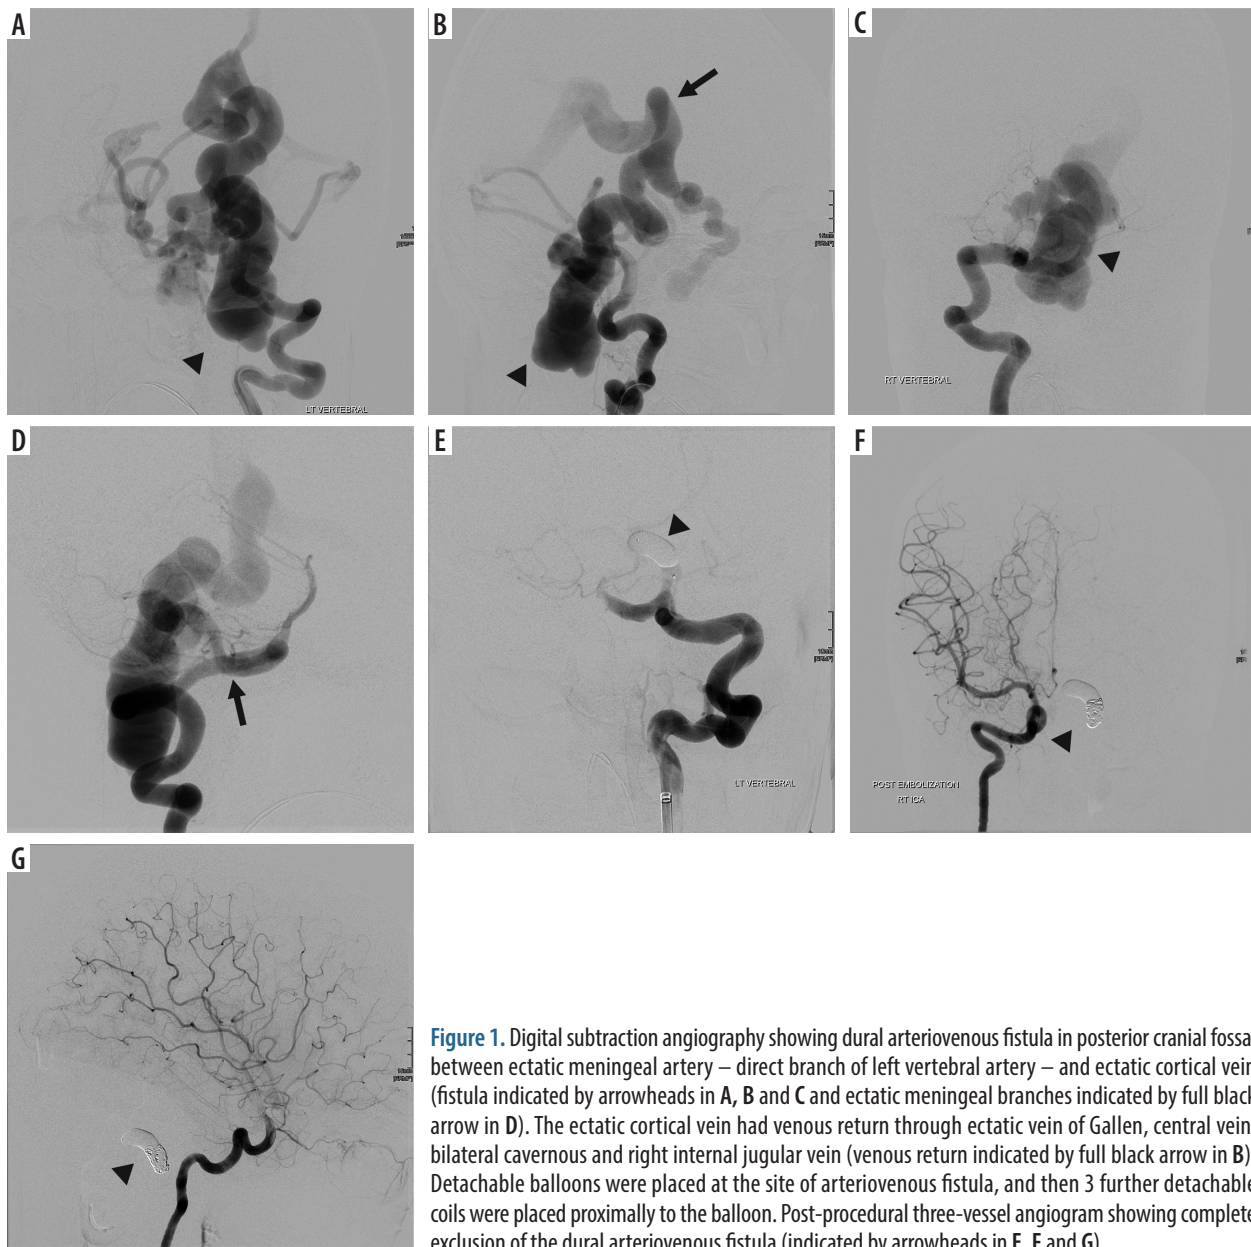 A
B
C
LT VERTEBRAL
RT VERTEBRAL
D
E
F
LT VERTEBRAL
POST EMBOLIZATION
RT ICA
G
Figure 1. Digital subtraction angiography showing dural arteriovenous fistula in posterior cranial fossa
between ectatic meningeal artery – direct branch of left vertebral artery – and ectatic cortical vein
(fistula indicated by arrowheads in A, B and C and ectatic meningeal branches indicated by full black
arrow in D). The ectatic cortical vein had venous return through ectatic vein of Gallen, central vein
bilateral cavernous and right internal jugular vein (venous return indicated by full black arrow in B)
Detachable balloons were placed at the site of arteriovenous fistula, and then 3 further detachable
coils were placed proximally to the balloon. Post-procedural three-vessel angiogram showing complete
exclusion of the dural arteriovenous fistula (indicated by arrowheads in E, F and G)